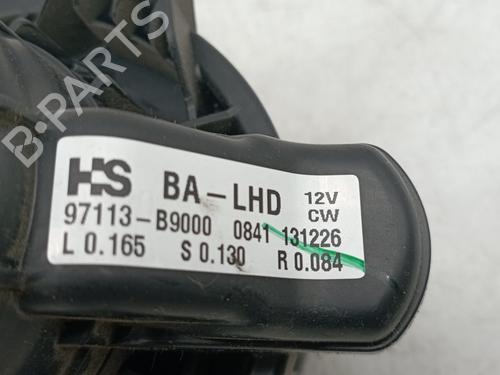 B-PARTS
HS BA-LHD 12V
CW
97113-B9000 0841 131226
L 0.165 S 0.130 R 0.084